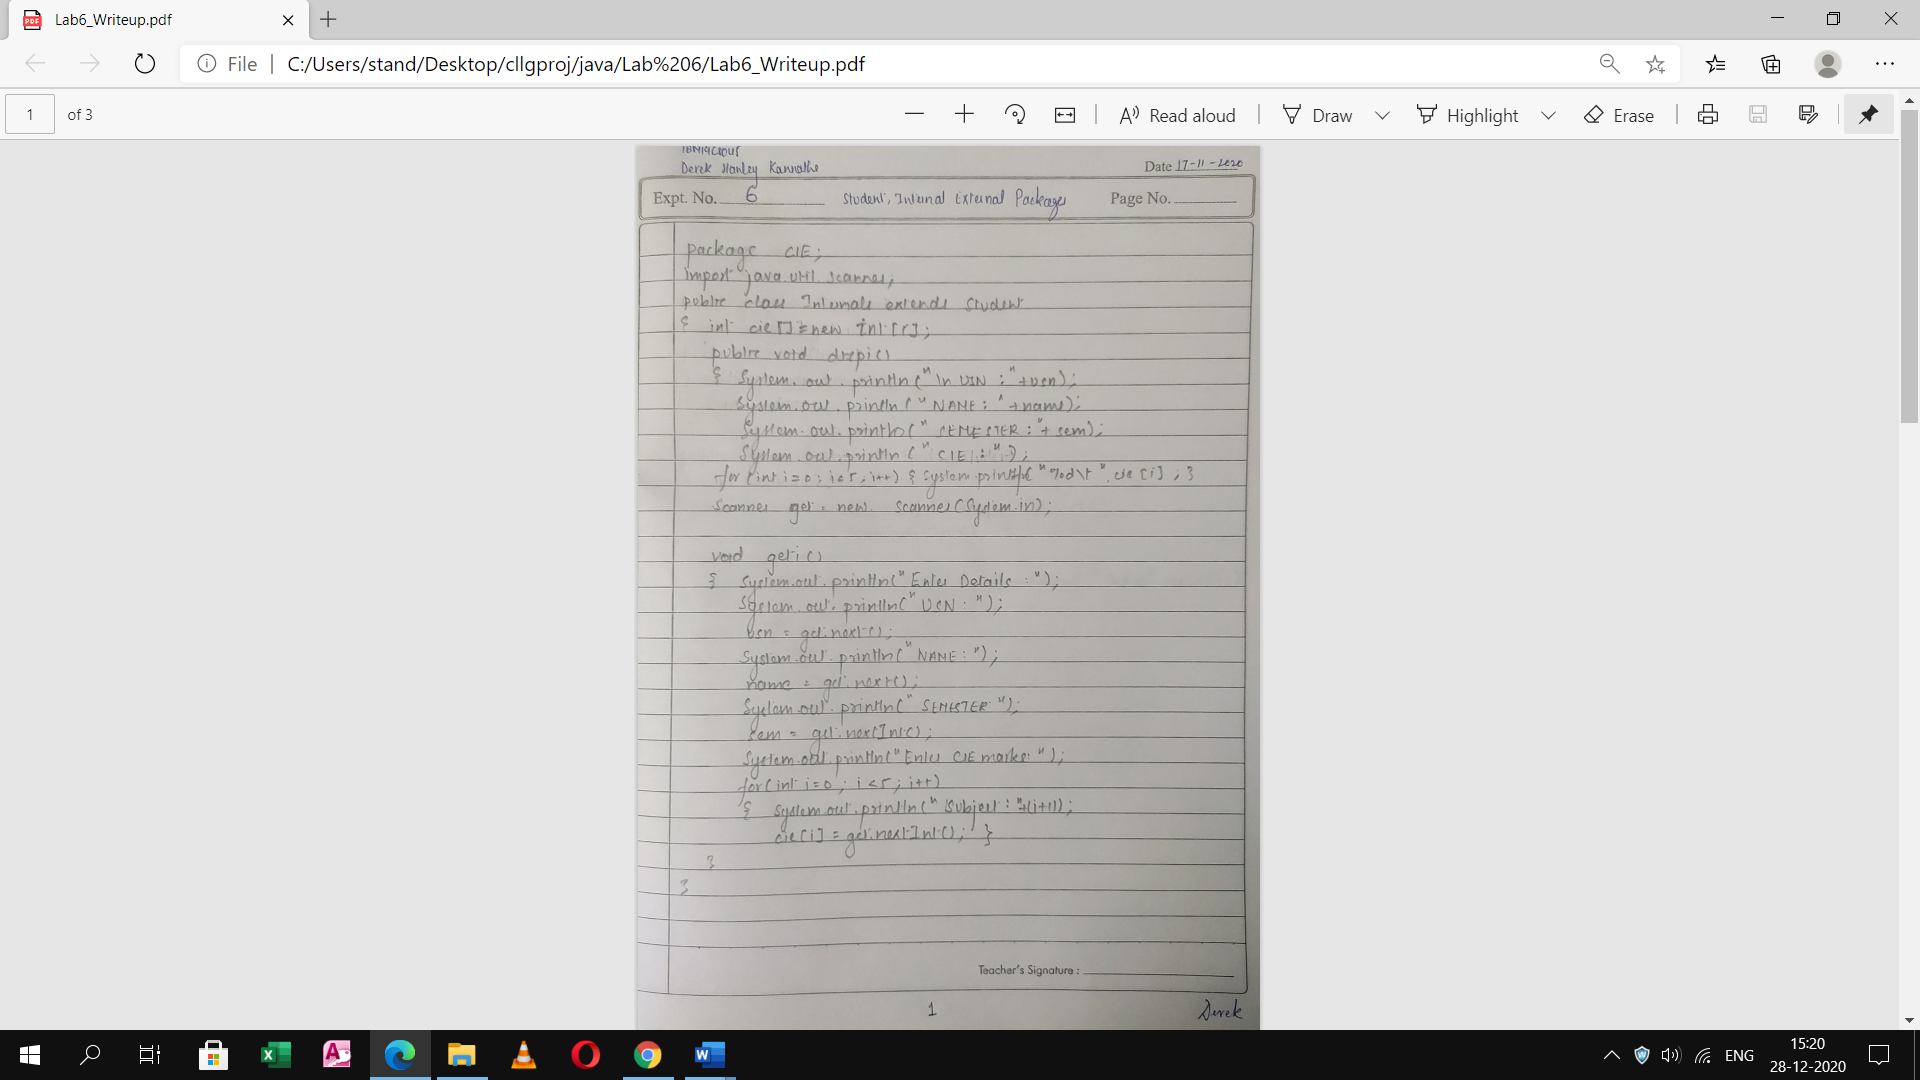 Lab6_Writeup.pdf
File | C:/Users/stand/Desktop/cllgproj/java/Lab%206/Lab6_Writeup.pdf
1 of 3
Read aloud
Draw
Highlight
Erase
Derek Stanley Kannathe
Date 17-11-2020
Expt. No. 6
Student, Internal External Packages
Page No.
package CIE;
import java.util.scanner;
public class Internals extends Student
{ int cie[]=new int[5];
public void dispi()
{ System.out.println("\n USN :"+usn);
System.out.println("NAME: "+name);
System.out.println("SEMESTER:"+sem);
System.out.println("CIE :");
for(int i=0; i<5; i++) { System.printf("%d\t", cie[i]; }
Scanner get = new Scanner(System.in);
void geti()
{ System.out.println("Enter Details :");
System.out.println("USN: ");
usn = get.next();
System.out.println("NAME: ");
name = get.next();
System.out.println("SEMESTER: ");
sem = get.nextInt();
System.out.println("Enter CIE marks: ");
for(int i=0; i<5; i++)
{ System.out.println("Subject: "+(i+1));
cie[i] = get.nextInt(); }
}
}
Teacher's Signature :
1
Derek
ENG
15:20
28-12-2020